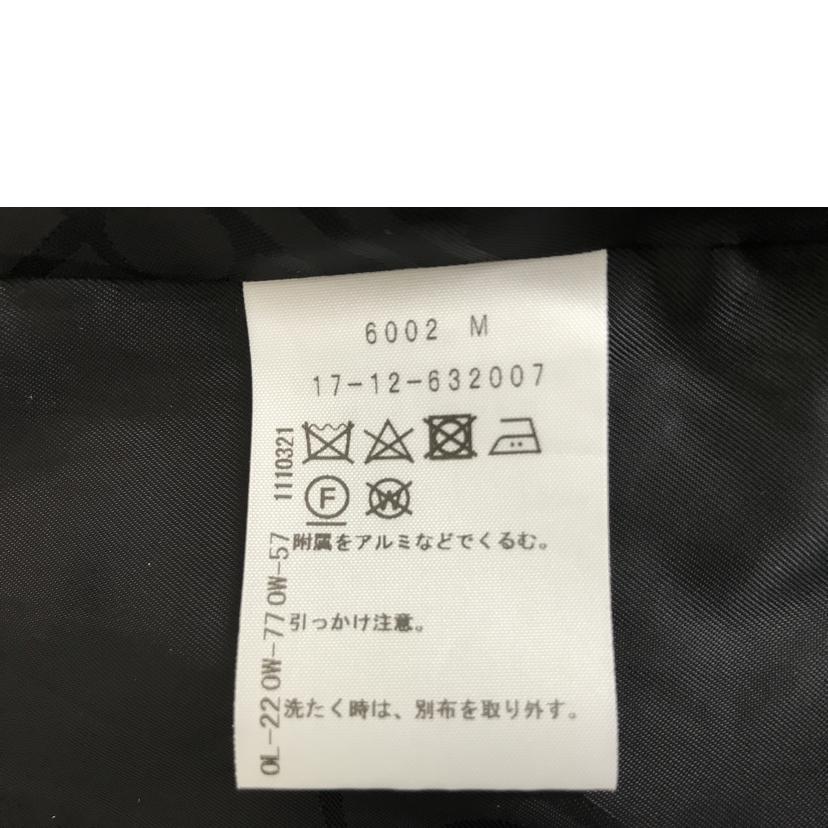 6002 M
17-12-632007
1110321
F
W
附属をアルミなどでくるむ。
引っかけ注意。
洗たく時は、別布を取り外す。
OL-22 OW-77 OW-57